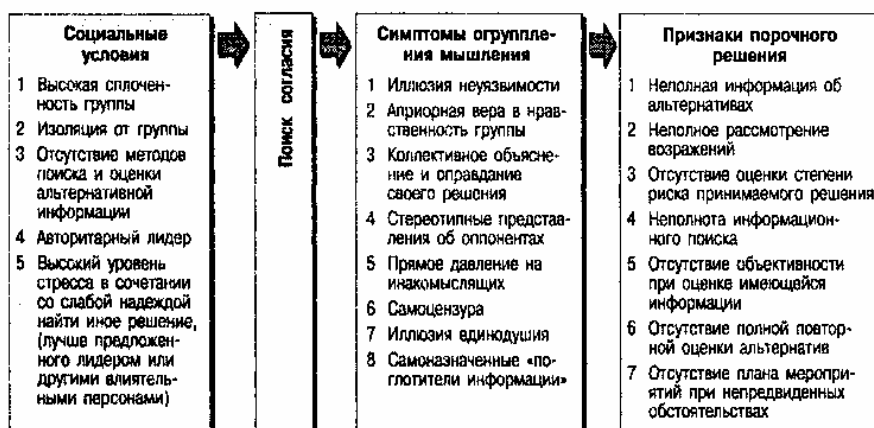 Социальные
условия
1 Высокая сплочен-
ность группы
2 Изоляция от группы
3 Отсутствие методов
поиска и оценки
альтернативной
информации
4 Авторитарный лидер
5 Высокий уровень
стресса в сочетании
со слабой надеждой
найти иное решение,
(лучше предложен-
ного лидером или
другими влиятель-
ными персонами)
Поиск согласия
Симптомы огруппле-
ния мышления
1 Иллюзия неуязвимости
2 Априорная вера в нрав-
ственность группы
3 Коллективное объясне-
ние и оправдание
своего решения
4 Стереотипные представ-
ления об оппонентах
5 Прямое давление на
инакомыслящих
6 Самоцензура
7 Иллюзия единодушия
8 Самоназначенные «по-
глотители информации»
Признаки порочного
решения
1 Неполная информация об
альтернативах
2 Неполное рассмотрение
возражений
3 Отсутствие оценки степени
риска принимаемого решения
4 Неполнота информацион-
ного поиска
5 Отсутствие объективности
при оценке имеющейся
информации
6 Отсутствие полной повтор-
ной оценки альтернатив
7 Отсутствие плана меропри-
ятий при непредвиденных
обстоятельствах